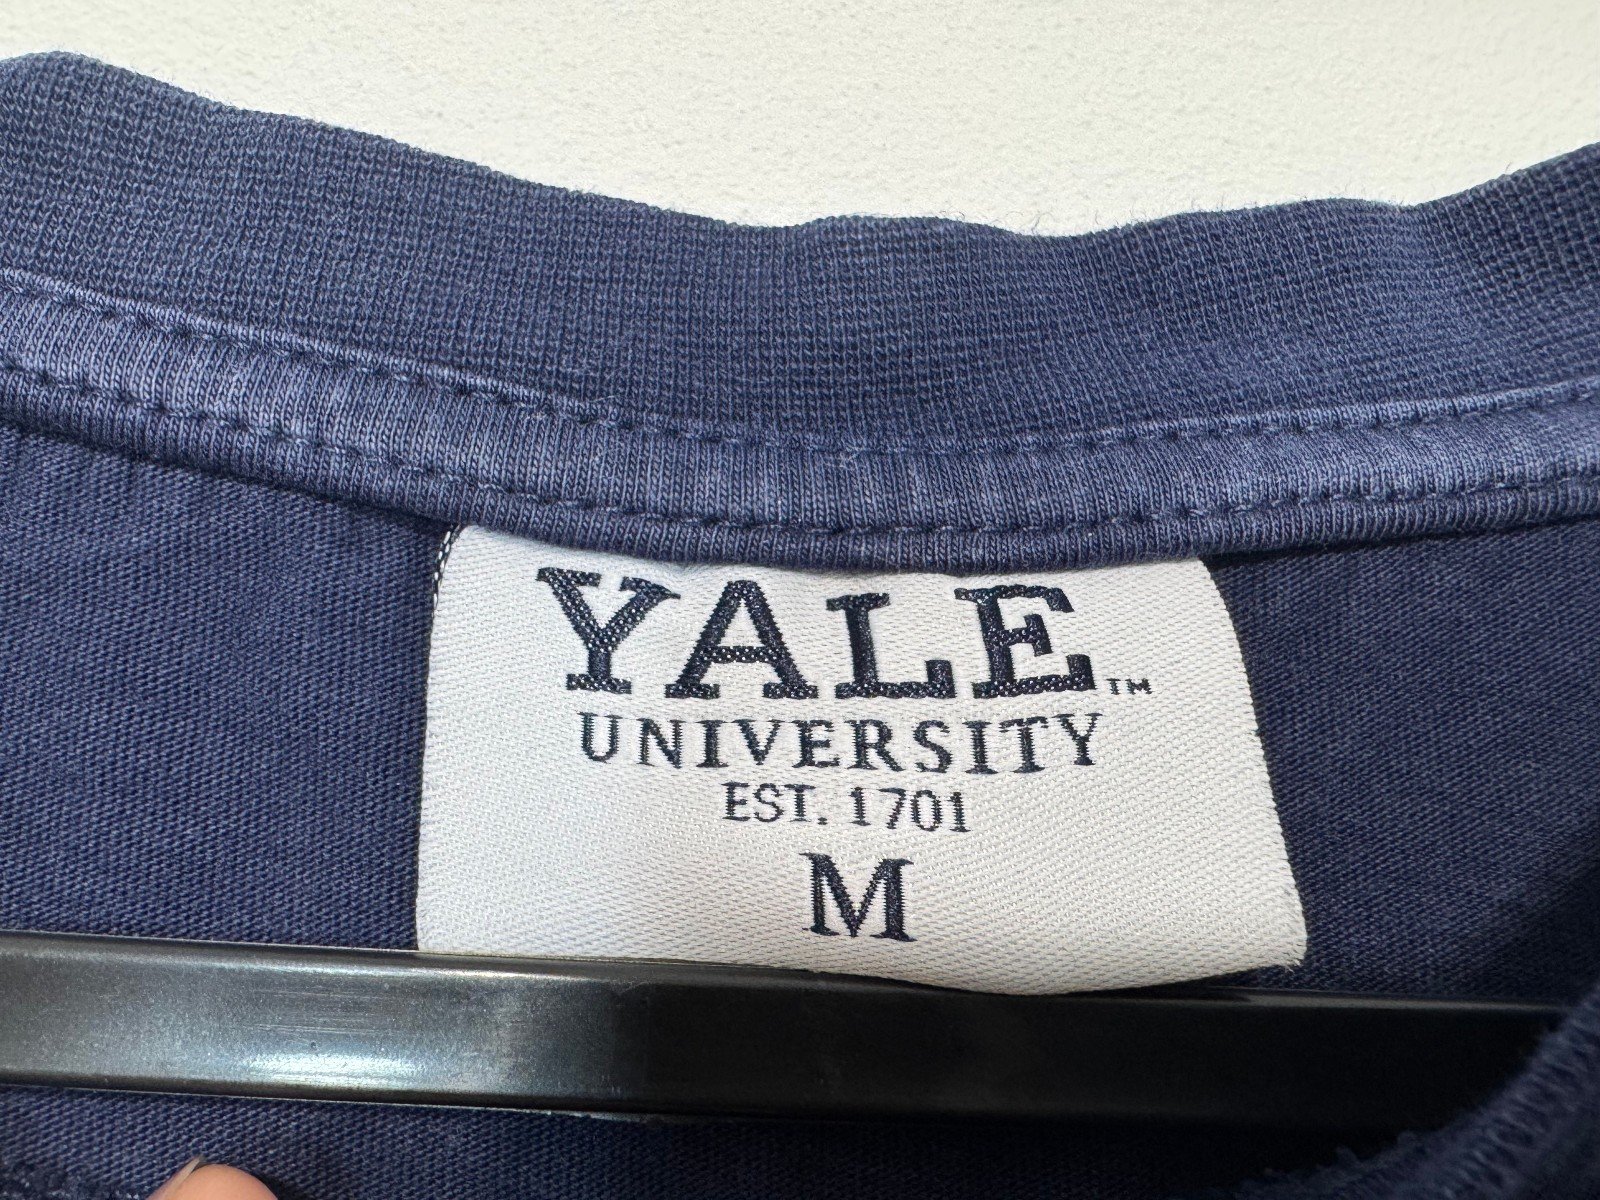 YALE™
UNIVERSITY
EST. 1701
M